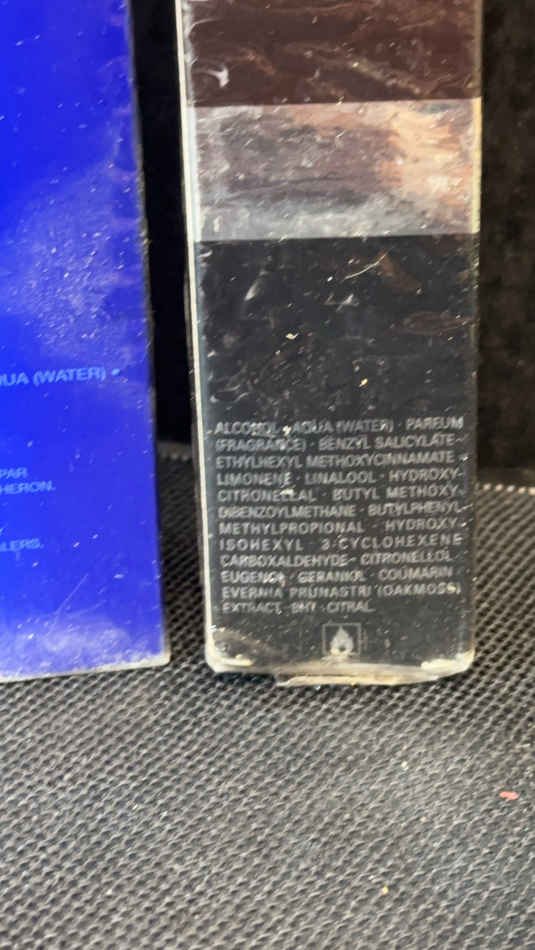 UA (WATER) •
PAR
HERON.
LERS.
ALCOHOL · AQUA (WATER) · PARFUM
(FRAGRANCE) · BENZYL SALICYLATE ·
ETHYLHEXYL METHOXYCINNAMATE
LIMONENE · LINALOOL · HYDROXY-
CITRONELLAL · BUTYL METHOXY-
DIBENZOYLMETHANE · BUTYLPHENYL-
METHYLPROPIONAL · HYDROXY-
ISOHEXYL 3-CYCLOHEXENE
CARBOXALDEHYDE · CITRONELLOL
EUGENOL · GERANIOL · COUMARIN
EVERNIA PRUNASTRI (OAKMOSS)
EXTRACT · BHT · CITRAL